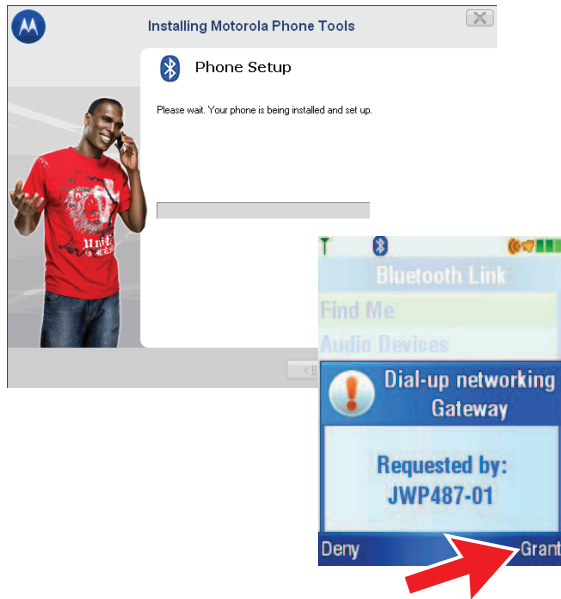 Installing Motorola Phone Tools
Phone Setup
Please wait. Your phone is being installed and set up.
Bluetooth Link
Find Me
Audio Devices
Dial-up networking
Gateway
Requested by:
JWP487-01
Deny
Grant